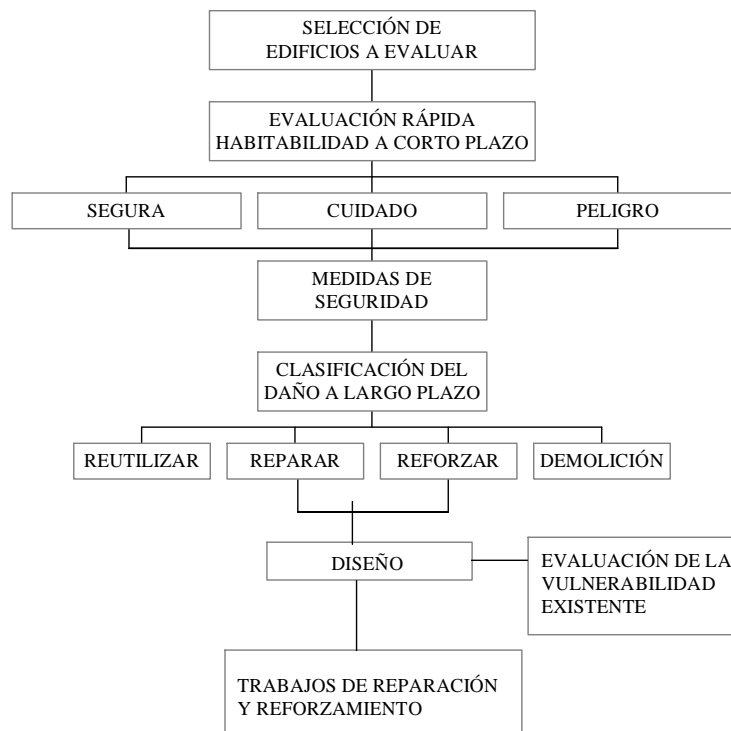 SELECCIÓN DE
EDIFICIOS A EVALUAR
EVALUACIÓN RÁPIDA
HABITABILIDAD A CORTO PLAZO
SEGURA
CUIDADO
PELIGRO
MEDIDAS DE
SEGURIDAD
CLASIFICACIÓN DEL
DAÑO A LARGO PLAZO
REUTILIZAR
REPARAR
REFORZAR
DEMOLICIÓN
DISEÑO
EVALUACIÓN DE LA
VULNERABILIDAD
EXISTENTE
TRABAJOS DE REPARACIÓN
Y REFORZAMIENTO